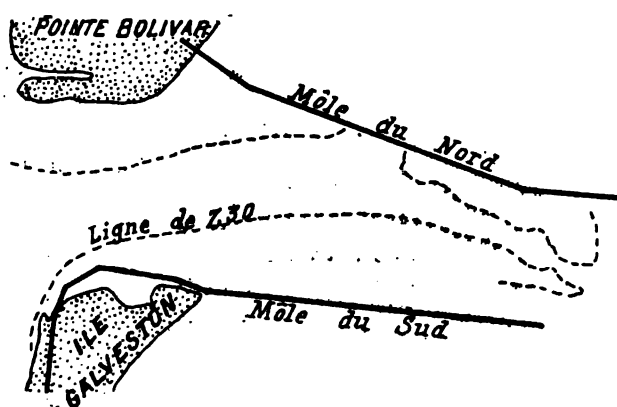 POINTE BOLIVAR
Môle du Nord
Ligne de 7,30
Môle du Sud
ILE
GALVESTON